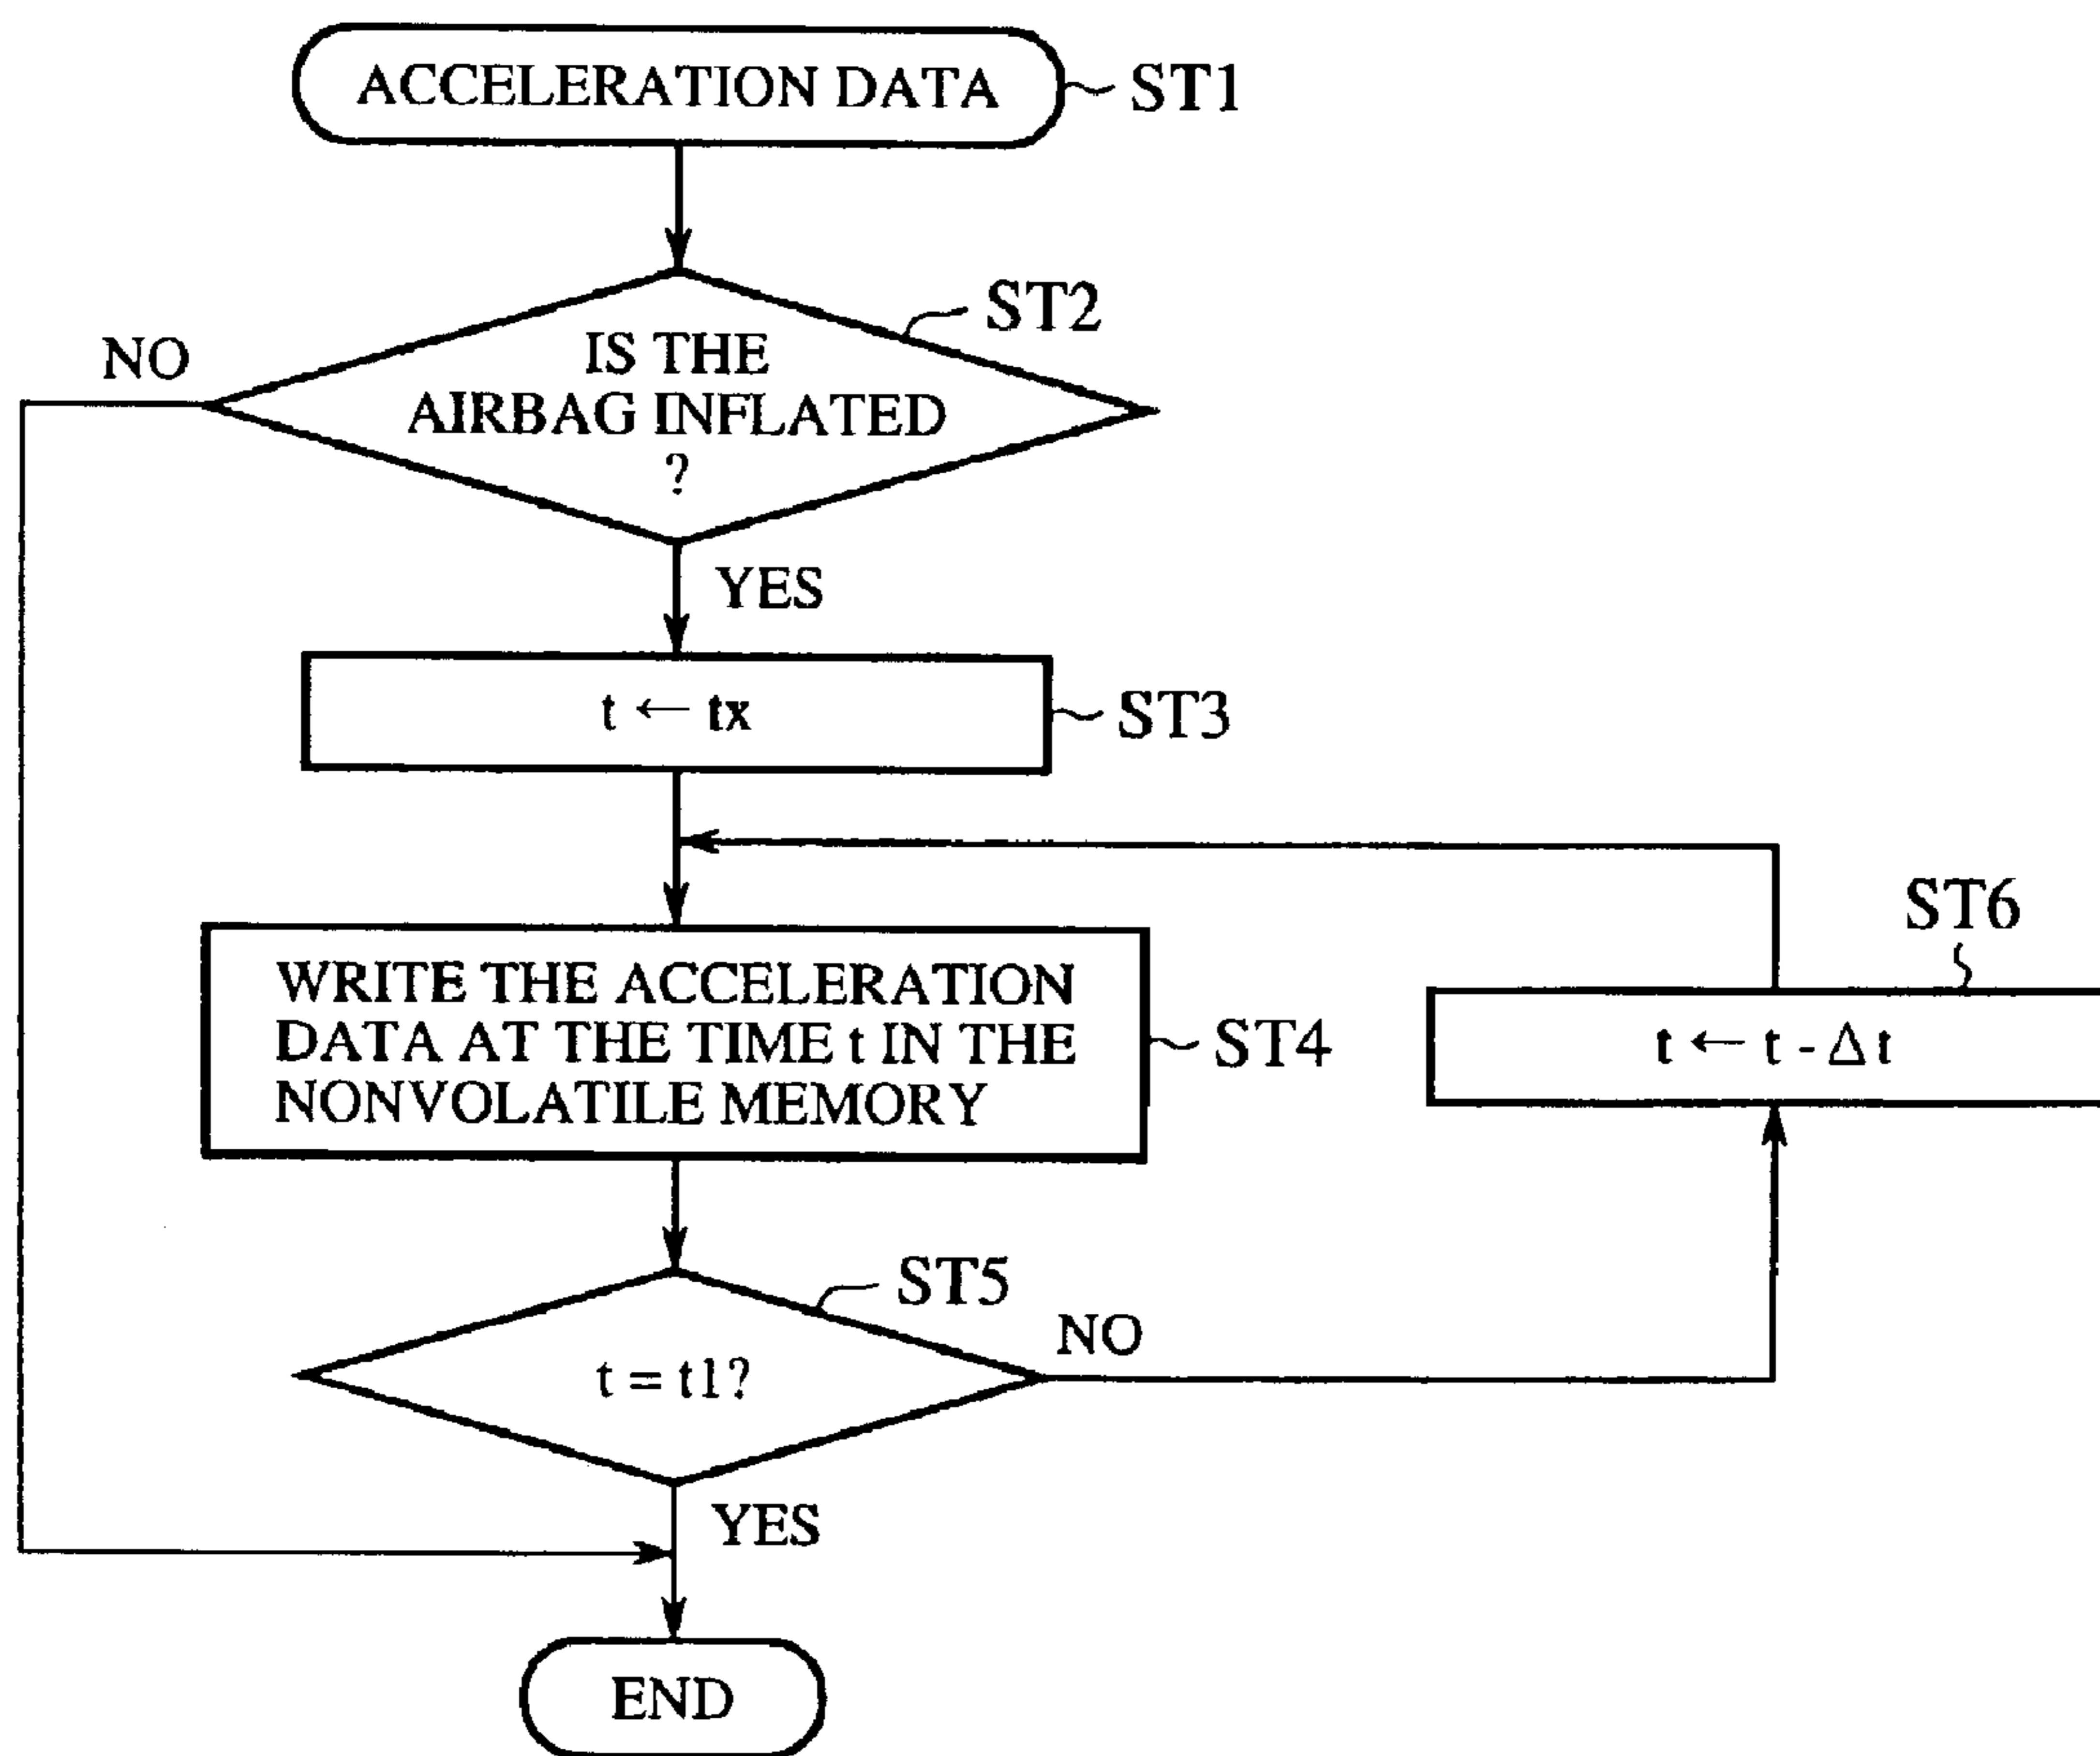 ACCELERATION DATA
ST1
ST2
NO
IS THE
AIRBAG INFLATED
?
YES
t ← tx
ST3
ST6
WRITE THE ACCELERATION
DATA AT THE TIME t IN THE
NONVOLATILE MEMORY
ST4
t ← t - Δ t
ST5
NO
t = t1?
YES
END